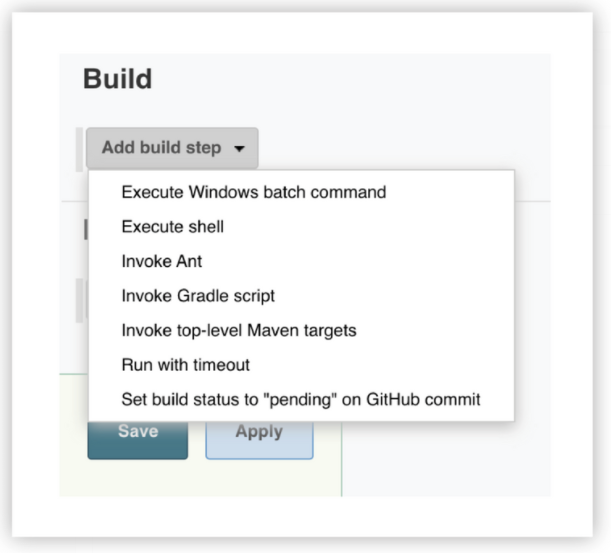 Build
Add build step
Execute Windows batch command
Execute shell
Invoke Ant
Invoke Gradle script
Invoke top-level Maven targets
Run with timeout
Set build status to "pending" on GitHub commit
Save Apply